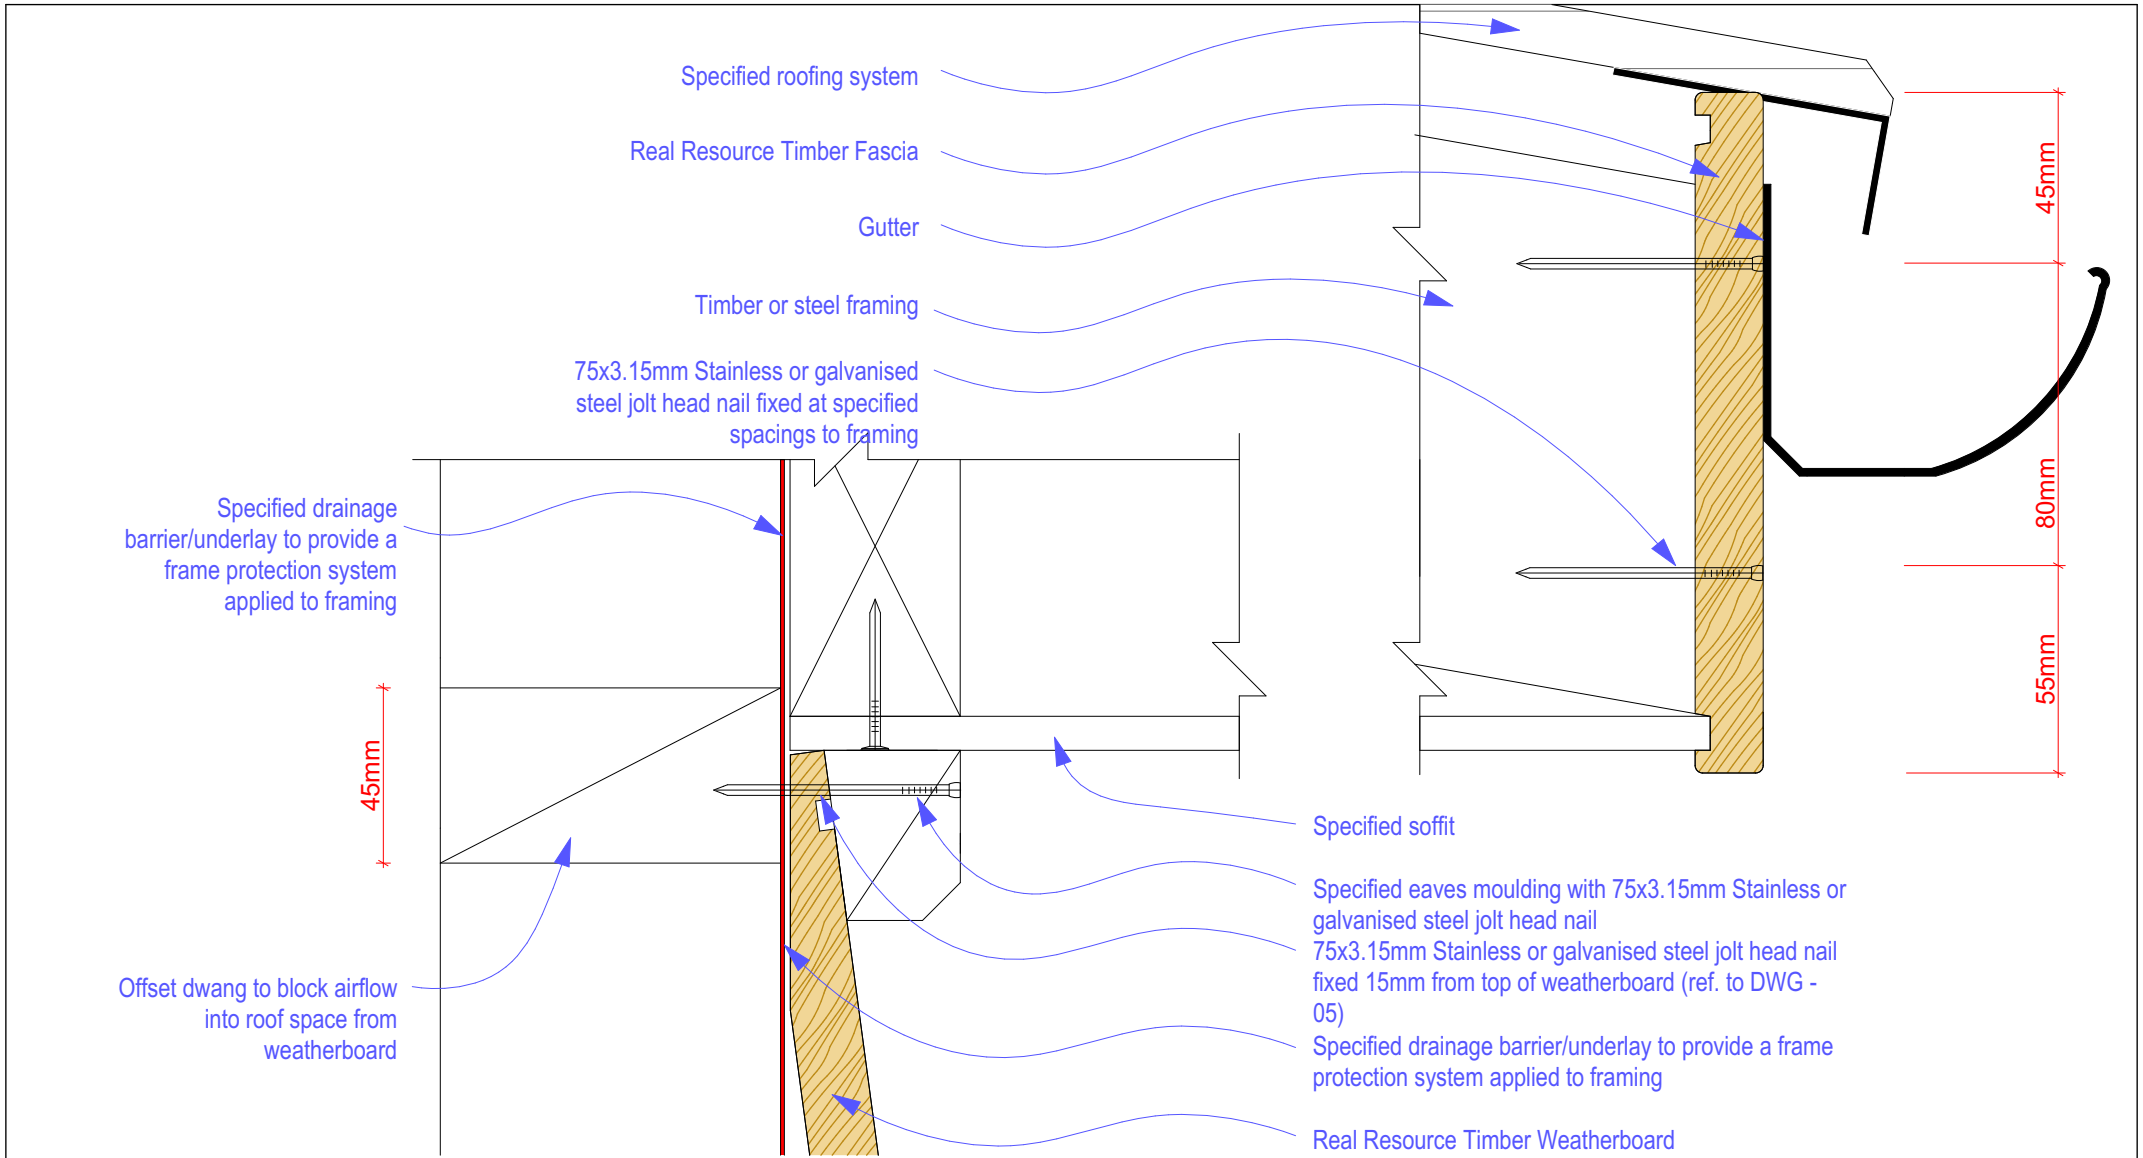 Specified roofing system
Real Resource Timber Fascia
Gutter
Timber or steel framing
75x3.15mm Stainless or galvanised
steel jolt head nail fixed at specified
spacings to framing
Specified drainage
barrier/underlay to provide a
frame protection system
applied to framing
45mm
Offset dwang to block airflow
into roof space from
weatherboard
45mm
80mm
55mm
Specified soffit
Specified eaves moulding with 75x3.15mm Stainless or
galvanised steel jolt head nail
75x3.15mm Stainless or galvanised steel jolt head nail
fixed 15mm from top of weatherboard (ref. to DWG -
05)
Specified drainage barrier/underlay to provide a frame
protection system applied to framing
Real Resource Timber Weatherboard